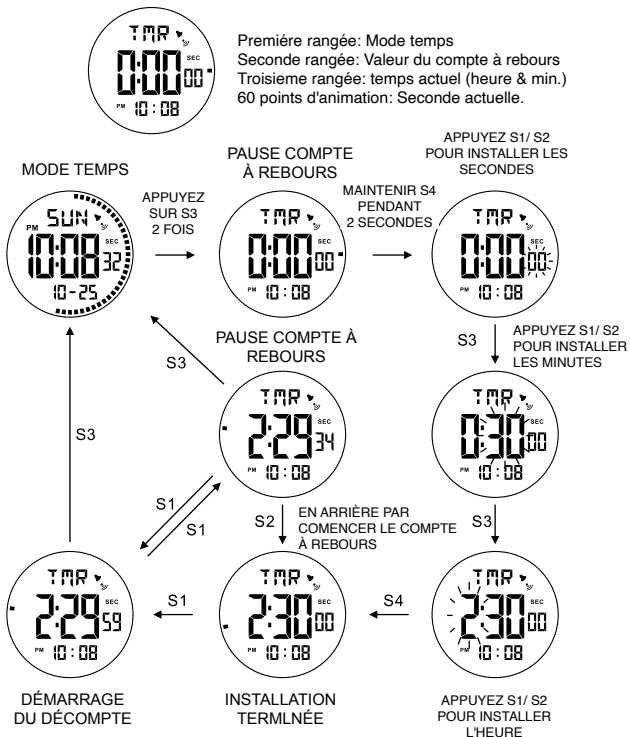 TMR
0:00 SEC 00
PM 10:08
Premiére rangée: Mode temps
Seconde rangée: Valeur du compte à rebours
Troisieme rangée: temps actuel (heure & min.)
60 points d'animation: Seconde actuelle.
MODE TEMPS
SUN
PM 10:08 SEC 32
10-25
APPUYEZ
SUR S3
2 FOIS
PAUSE COMPTE
À REBOURS
TMR
0:00 SEC 00
PM 10:08
MAINTENIR S4
PENDANT
2 SECONDES
APPUYEZ S1/ S2
POUR INSTALLER LES
SECONDES
TMR
0:00 SEC 00
PM 10:08
S3
APPUYEZ S1/ S2
POUR INSTALLER
LES MINUTES
PAUSE COMPTE À
REBOURS
TMR
2:29 34
PM 10:08
S3
TMR
0:30 00
PM 10:08
S3
S3
S1
S1
S2
EN ARRIÈRE PAR
COMENCER LE COMPTE
À REBOURS
TMR
2:29 SEC 59
PM 10:08
S1
TMR
2:30 SEC 00
PM 10:08
S4
TMR
2:30 SEC 00
PM 10:08
DÉMARRAGE
DU DÉCOMPTE
INSTALLATION
TERMLNÉE
APPUYEZ S1/ S2
POUR INSTALLER
L'HEURE